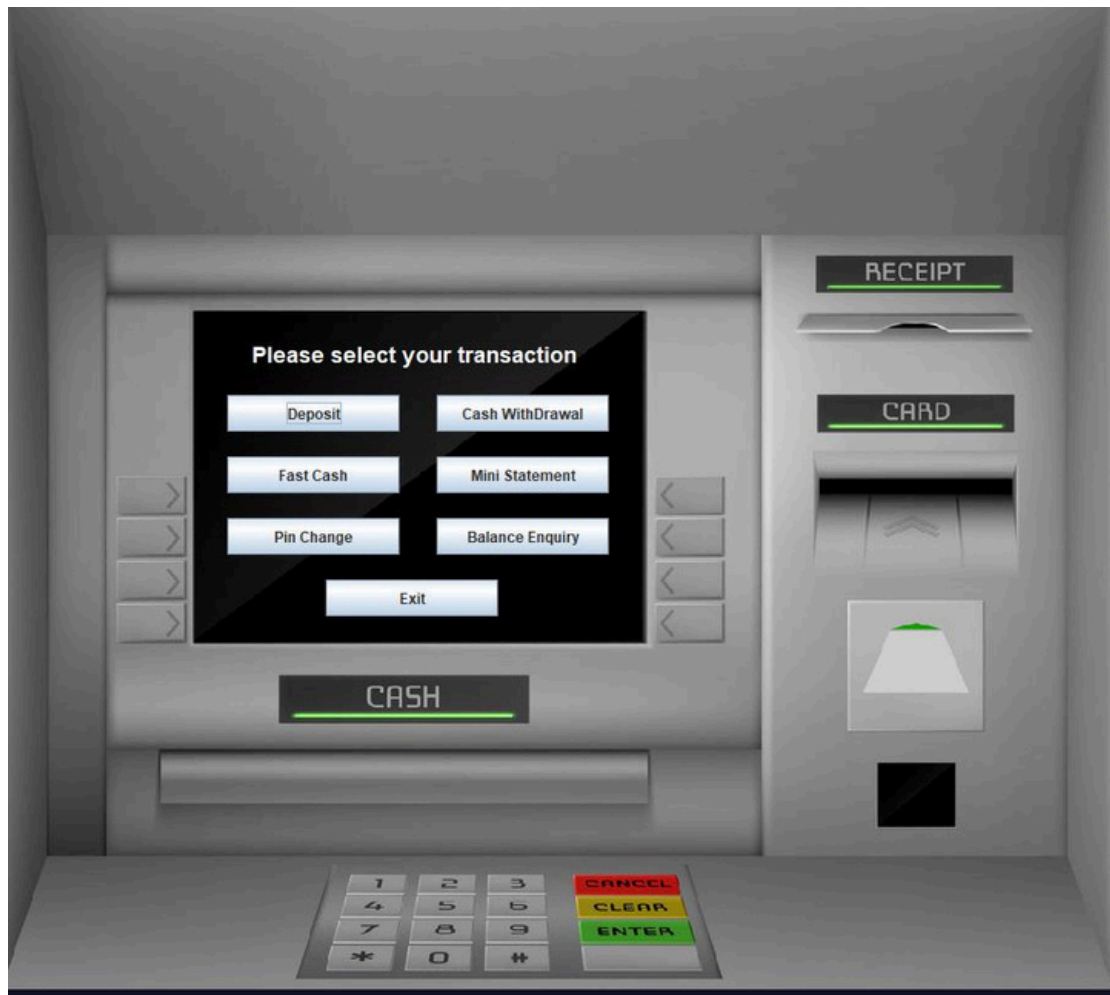 RECEIPT
Please select your transaction
Deposit
Cash WithDrawal
CARD
Fast Cash
Mini Statement
Pin Change
Balance Enquiry
Exit
CASH
1 2 3 CANCEL
4 5 6 CLEAR
7 8 9 ENTER
* 0 #